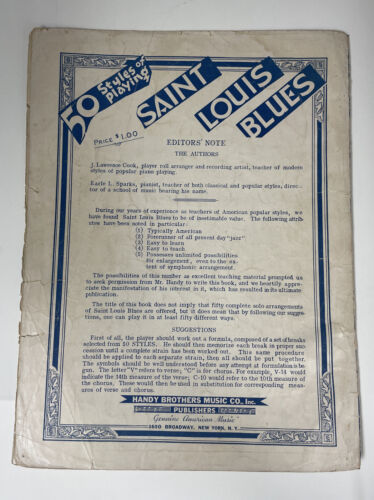 50 Styles of
Playing
SAINT
LOUIS
BLUES
PRICE $1.00
EDITORS' NOTE
THE AUTHORS
J. Lawrence Cook, player roll arranger and recording artist, teacher of modern
styles of popular piano playing.
Earle L. Sparks, pianist, teacher of both classical and popular styles, direc-
tor of a school of music bearing his name.
During our years of experience as teachers of American popular styles, we
have found Saint Louis Blues to be of inestimable value. The following attrib-
utes have been noted in particular:
(1) Typically American
(2) Forerunner of all present day "jazz"
(3) Easy to learn
(4) Easy to teach
(5) Possesses unlimited possibilities
for enlargement, even to the ex-
tent of symphonic arrangement.
The possibilities of this number as excellent teaching material prompted us
to seek permission from Mr. Handy to write this book, and we heartily appre-
ciate the manifestation of his interest in it, which has resulted in its ultimate
publication.
The title of this book does not imply that fifty complete solo arrangements
of Saint Louis Blues are offered, but it does mean that by following our sugges-
tions, one can play it in at least fifty different ways.
SUGGESTIONS
First of all, the player should work out a formula, composed of a set of breaks
selected from 50 STYLES. He should then memorize each break in proper suc-
cession until a complete strain has been worked out. This same procedure
should be applied to each separate strain, then all should be put together.
The symbols should be well understood before any attempt at formulation is be-
gun. The letter "V" refers to verse; "C" is for chorus. For example, V-14 would
indicate the 14th measure of the verse; C-10 would refer to the 10th measure of
the chorus. These would then be used in substitution for corresponding meas-
ures of verse and chorus.
HANDY BROTHERS MUSIC CO., Inc.
PUBLISHERS
Genuine American Music
1650 BROADWAY, NEW YORK, N. Y.